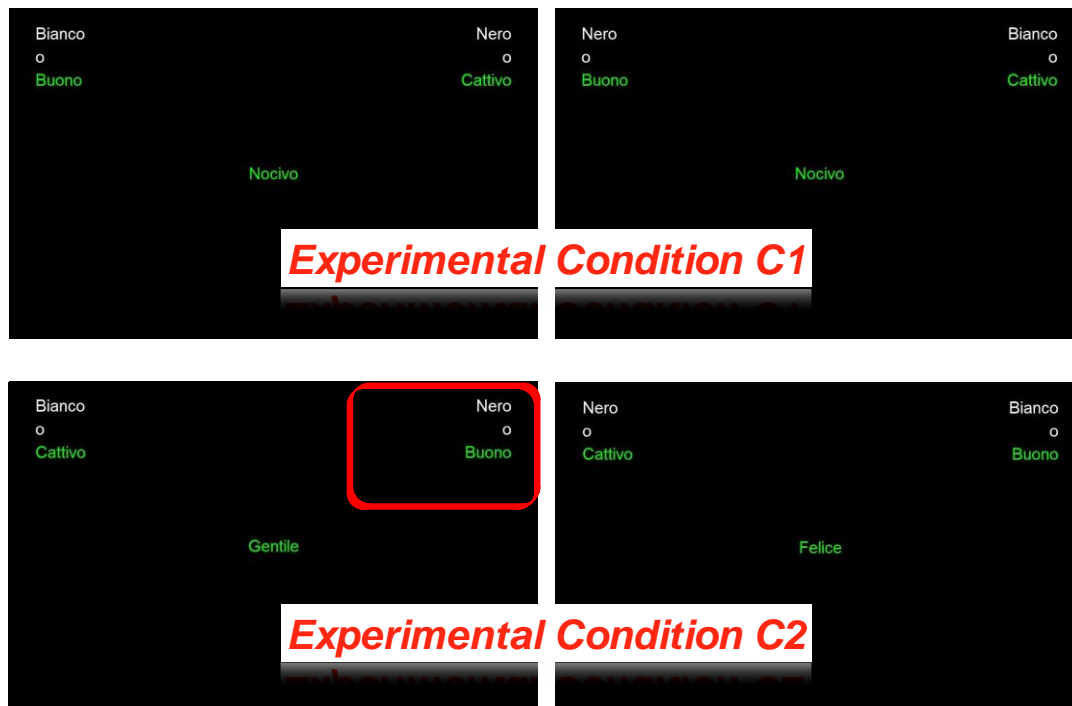 Bianco
o
Buono
Nero
o
Cattivo
Nocivo
Nero
o
Buono
Bianco
o
Cattivo
Nocivo
Experimental Condition C1
Bianco
o
Cattivo
Nero
o
Buono
Gentile
Nero
o
Cattivo
Bianco
o
Buono
Felice
Experimental Condition C2